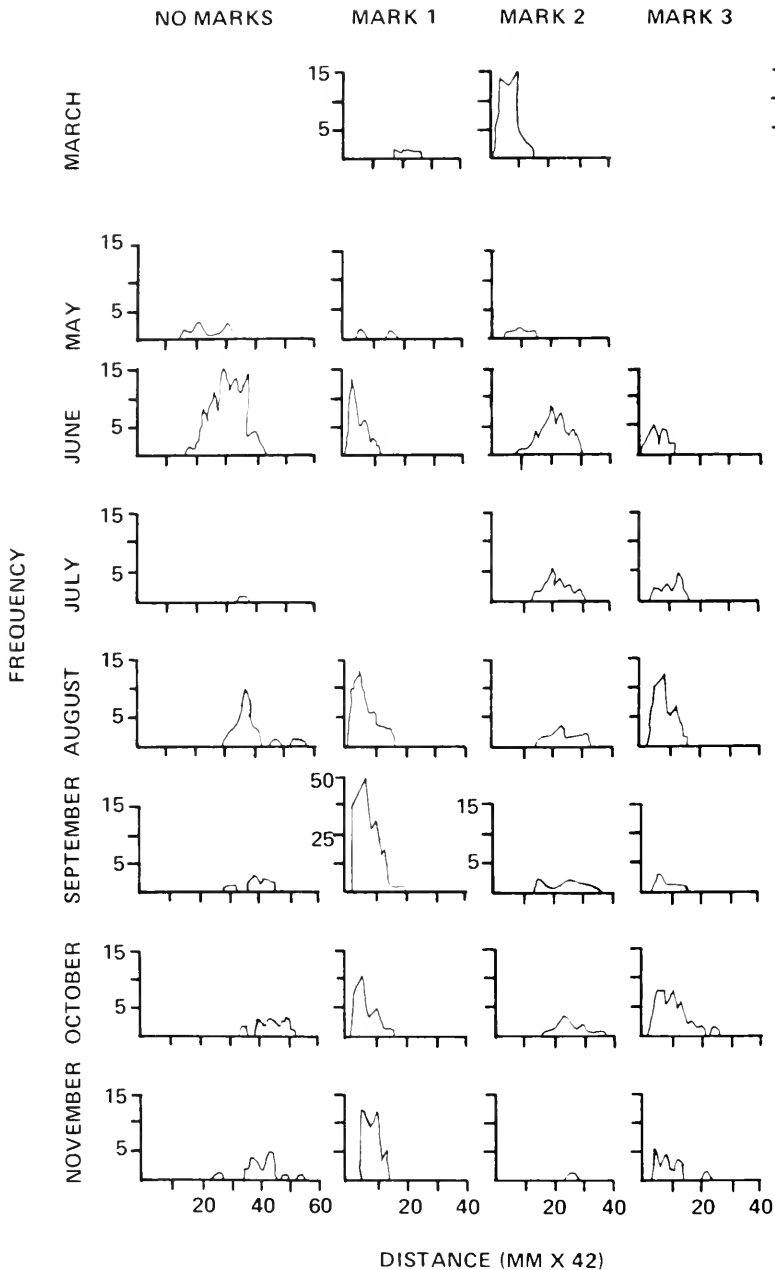 NO MARKS MARK 1 MARK 2 MARK 3
MARCH
15
5
MAY
15
5
JUNE
15
5
JULY
15
5
AUGUST
15
5
SEPTEMBER
15
5
50
25
15
5
OCTOBER
15
5
NOVEMBER
15
5
FREQUENCY
20 40 60 20 40 20 40 20 40
DISTANCE (MM X 42)